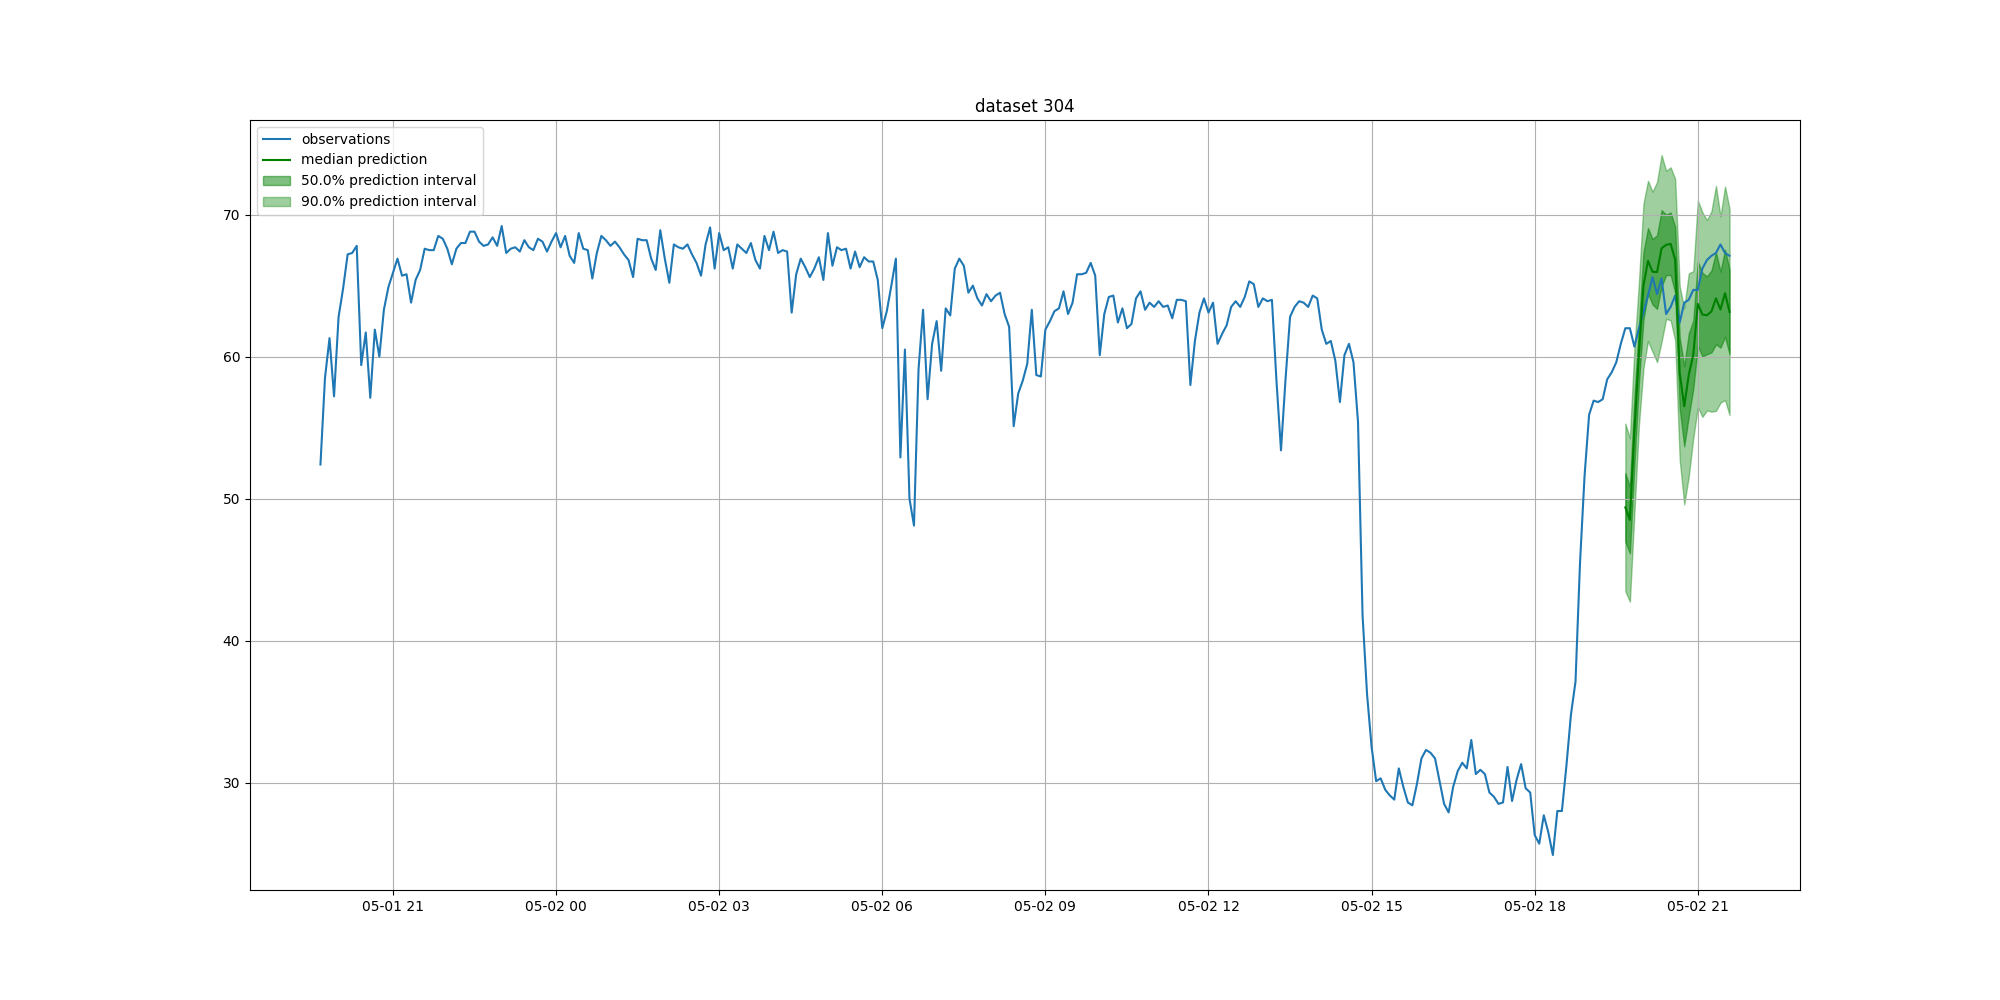 dataset 304
observations
median prediction
50.0% prediction interval
90.0% prediction interval
70
60
50
40
30
05-01 21
05-02 00
05-02 03
05-02 06
05-02 09
05-02 12
05-02 15
05-02 18
05-02 21